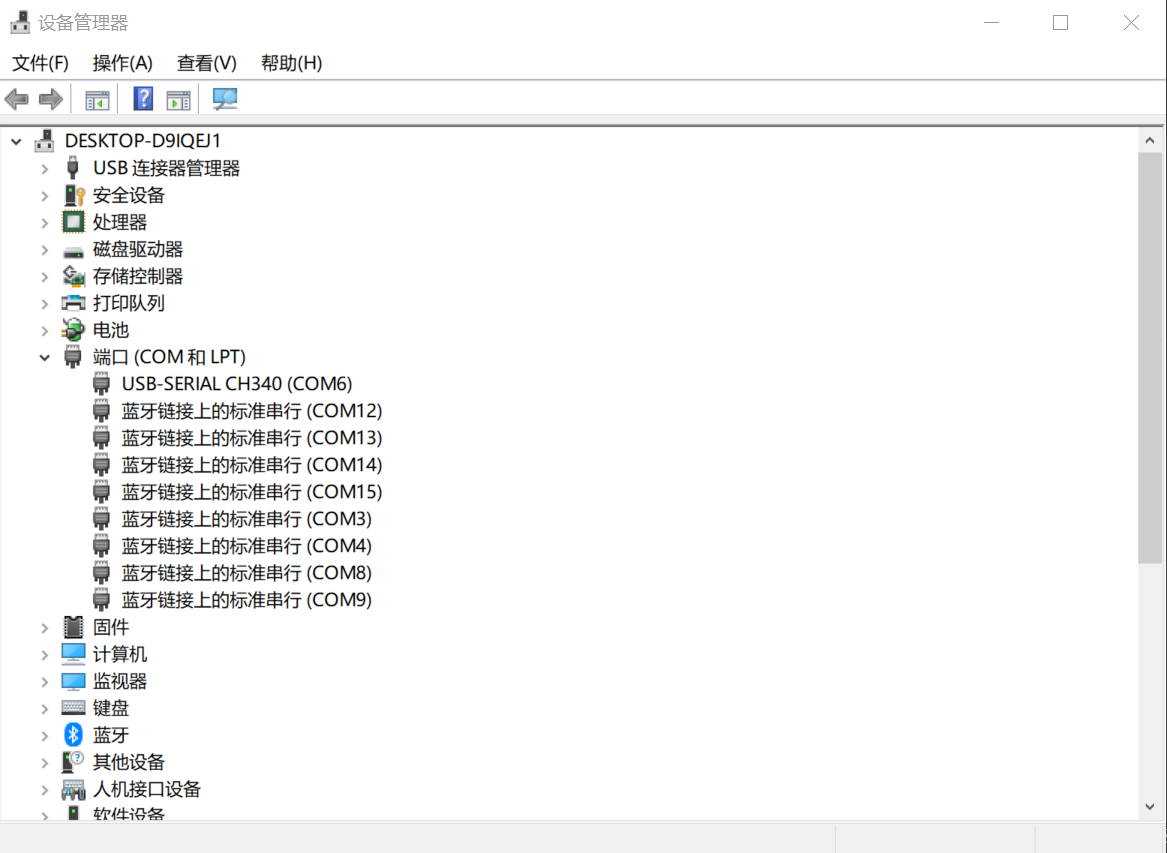 设备管理器
文件(F) 操作(A) 查看(V) 帮助(H)
DESKTOP-D9IQEJ1
USB 连接器管理器
安全设备
处理器
磁盘驱动器
存储控制器
打印队列
电池
端口 (COM 和 LPT)
USB-SERIAL CH340 (COM6)
蓝牙链接上的标准串行 (COM12)
蓝牙链接上的标准串行 (COM13)
蓝牙链接上的标准串行 (COM14)
蓝牙链接上的标准串行 (COM15)
蓝牙链接上的标准串行 (COM3)
蓝牙链接上的标准串行 (COM4)
蓝牙链接上的标准串行 (COM8)
蓝牙链接上的标准串行 (COM9)
固件
计算机
监视器
键盘
蓝牙
其他设备
人机接口设备
软件设备